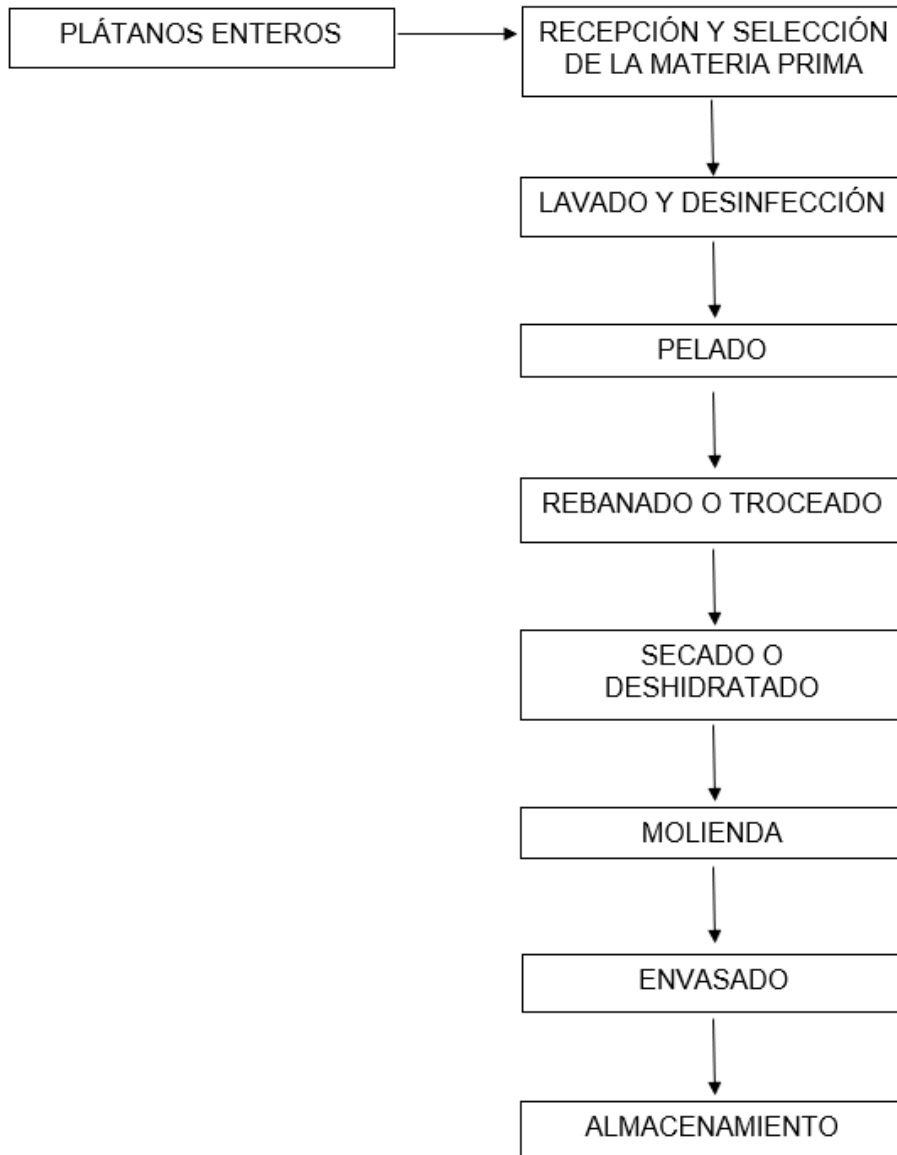 PLÁTANOS ENTEROS
RECEPCIÓN Y SELECCIÓN
DE LA MATERIA PRIMA
LAVADO Y DESINFECCIÓN
PELADO
REBANADO O TROCEADO
SECADO O
DESHIDRATADO
MOLIENDA
ENVASADO
ALMACENAMIENTO